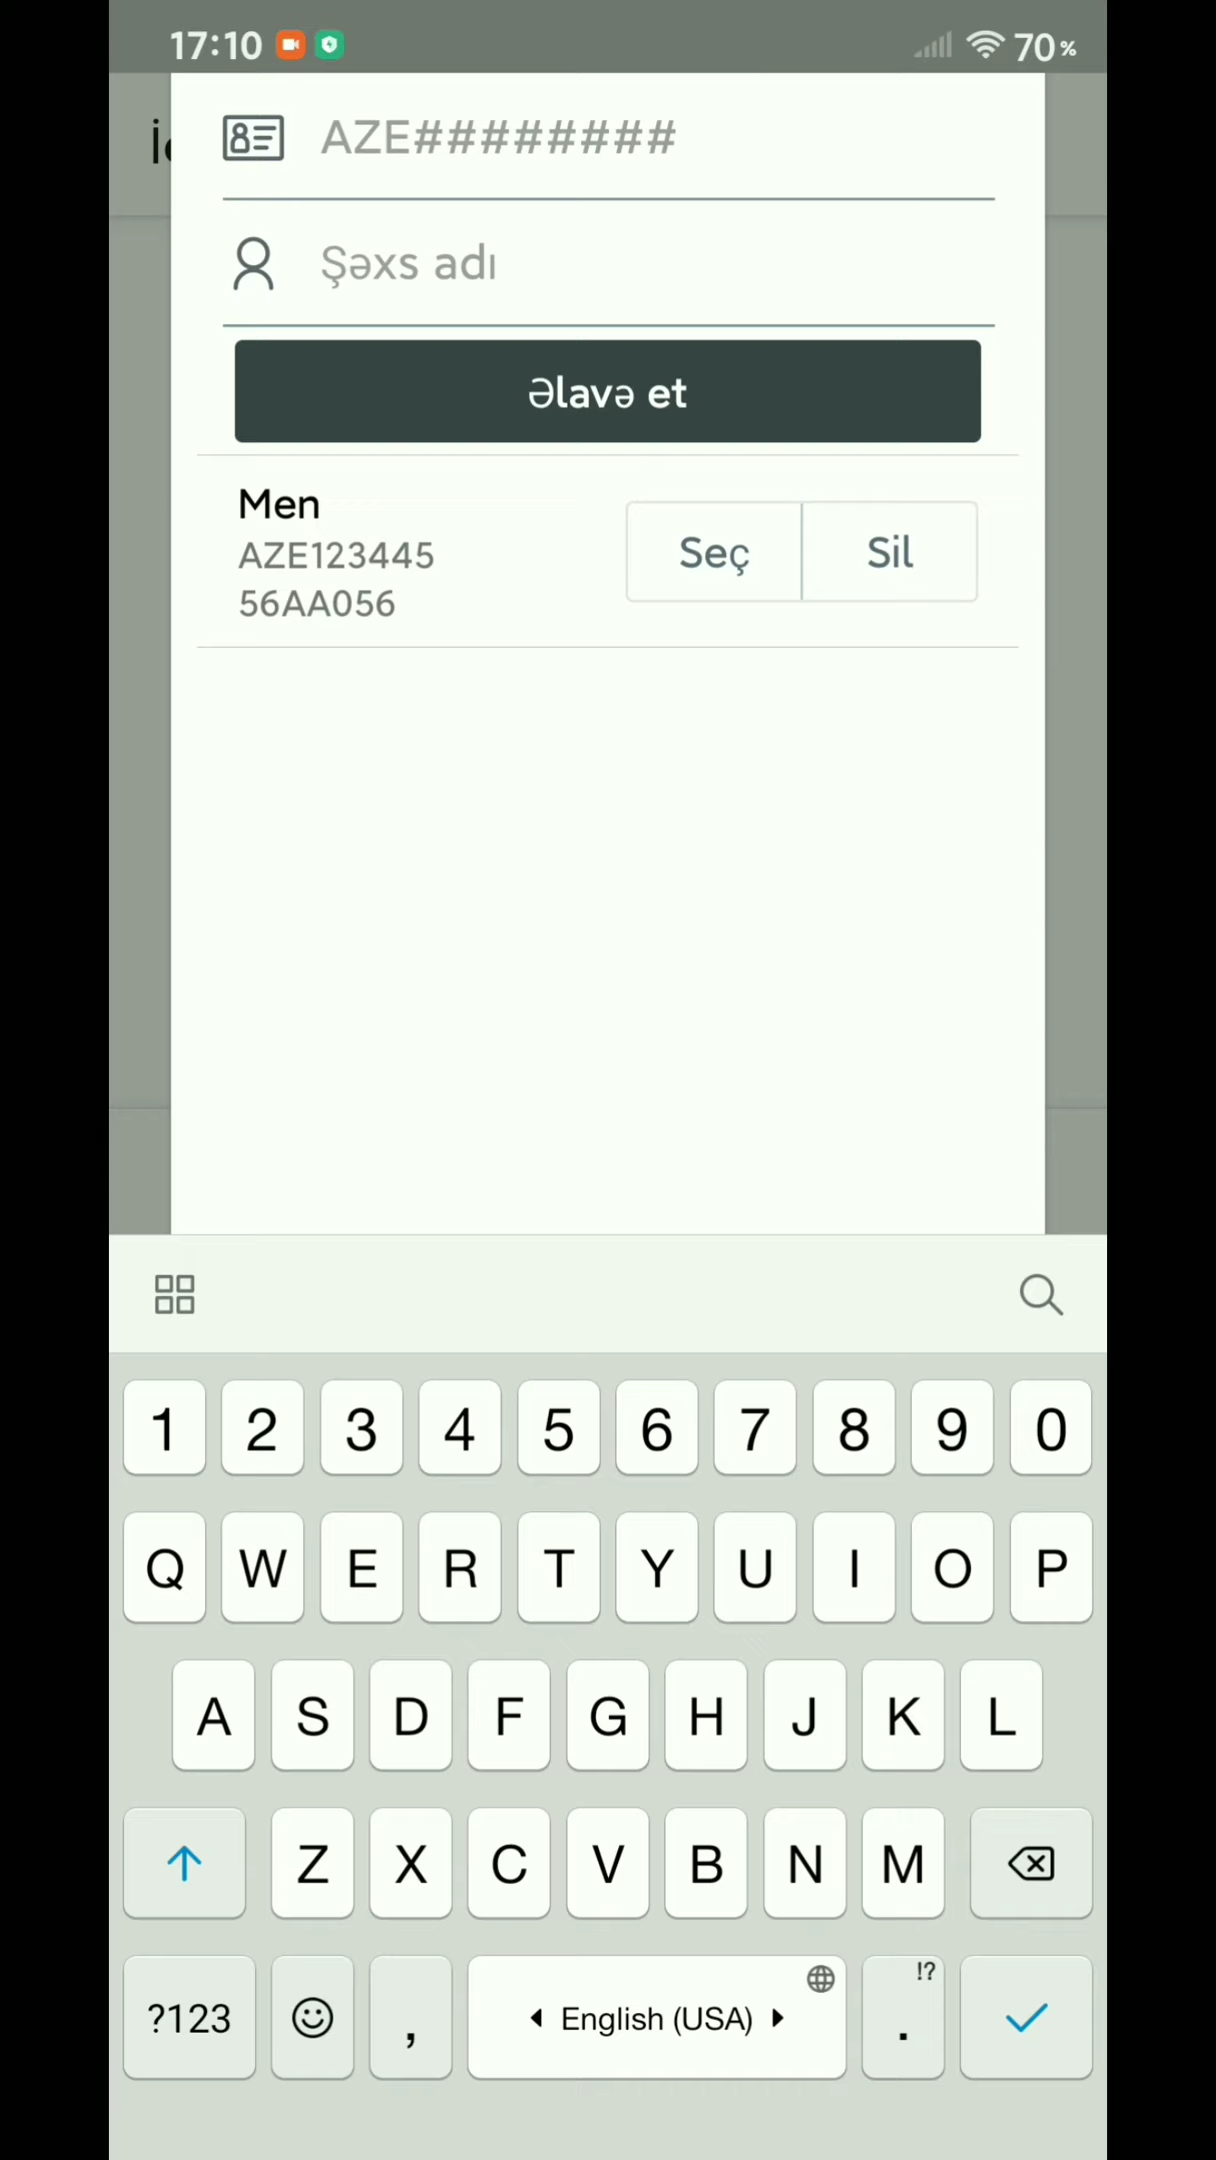 17:10 70%
İ
AZE########
Şəxs adı
Əlavə et
Men
AZE123445
56AA056
Seç Sil
1 2 3 4 5 6 7 8 9 0
Q W E R T Y U I O P
A S D F G H J K L
Z X C V B N M
?123 , English (USA) . !?